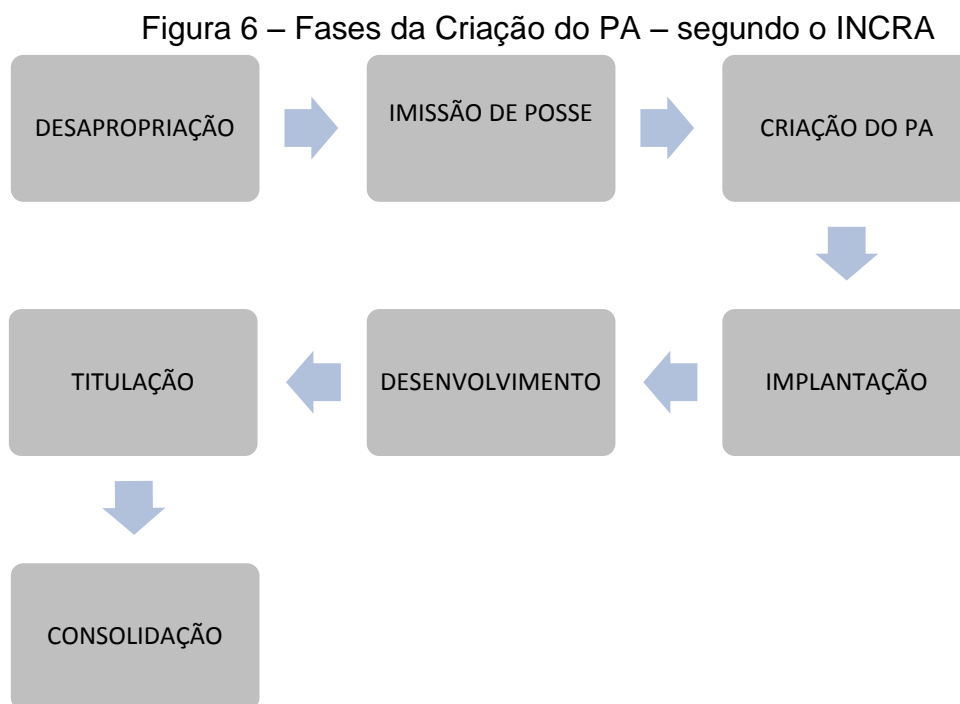 Figura 6 – Fases da Criação do PA – segundo o INCRA
DESAPROPRIAÇÃO
IMISSÃO DE POSSE
CRIAÇÃO DO PA
IMPLANTAÇÃO
DESENVOLVIMENTO
TITULAÇÃO
CONSOLIDAÇÃO